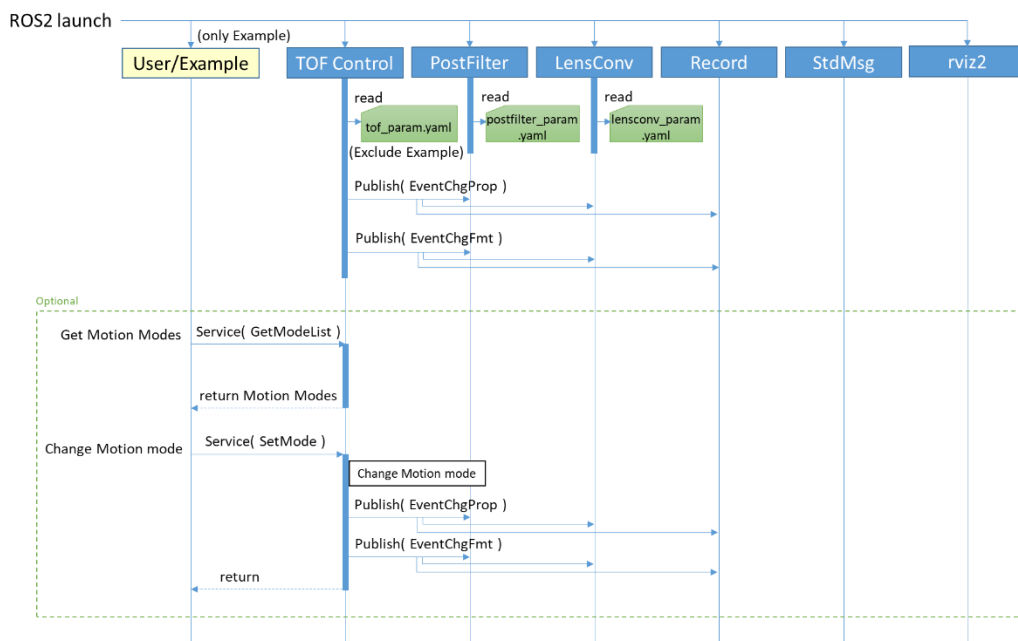 ROS2 launch
(only Example)
User/Example
TOF Control
PostFilter
LensConv
Record
StdMsg
rviz2
read
read
read
tof_param.yaml
postfilter_param
.yaml
lensconv_param
.yaml
(Exclude Example)
Publish( EventChgProp )
Publish( EventChgFmt )
Optional
Get Motion Modes
Service( GetModeList )
return Motion Modes
Change Motion mode
Service( SetMode )
Change Motion mode
Publish( EventChgProp )
Publish( EventChgFmt )
return